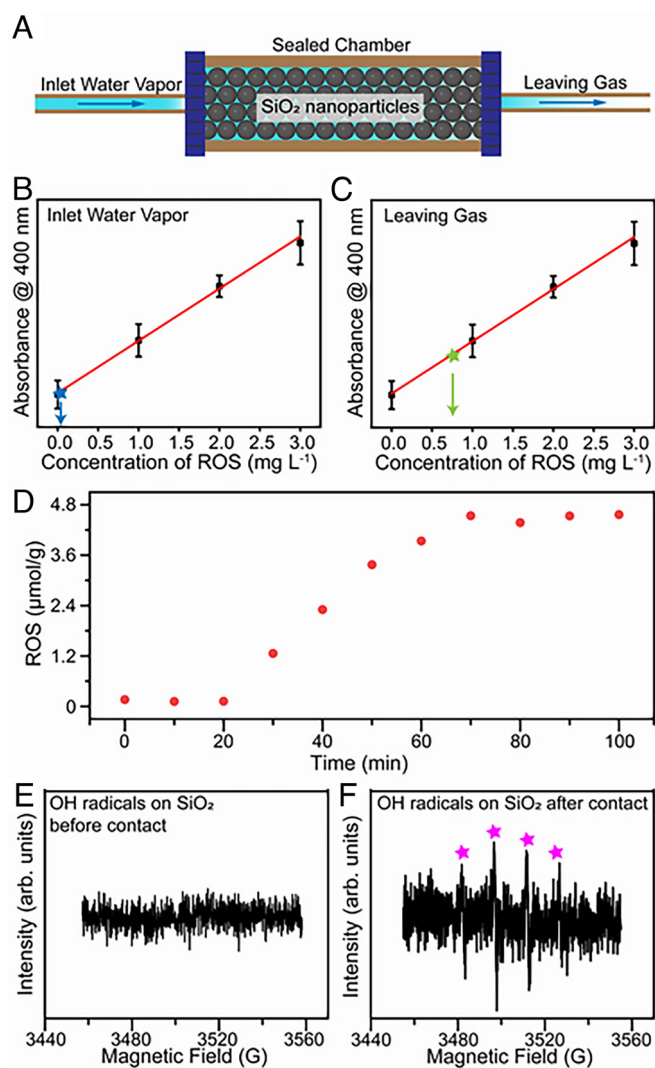 A
Sealed Chamber
Inlet Water Vapor
Leaving Gas
SiO₂ nanoparticles
B
Inlet Water Vapor
Absorbance @ 400 nm
0.0 0.5 1.0 1.5 2.0 2.5 3.0
Concentration of ROS (mg L⁻¹)
C
Leaving Gas
Absorbance @ 400 nm
0.0 0.5 1.0 1.5 2.0 2.5 3.0
Concentration of ROS (mg L⁻¹)
D
ROS (μmol/g)
4.8
3.6
2.4
1.2
0
0 20 40 60 80 100
Time (min)
E
OH radicals on SiO₂
before contact
Intensity (arb. units)
3440 3480 3520 3560
Magnetic Field (G)
F
OH radicals on SiO₂ after contact
Intensity (arb. units)
3440 3480 3520 3560
Magnetic Field (G)